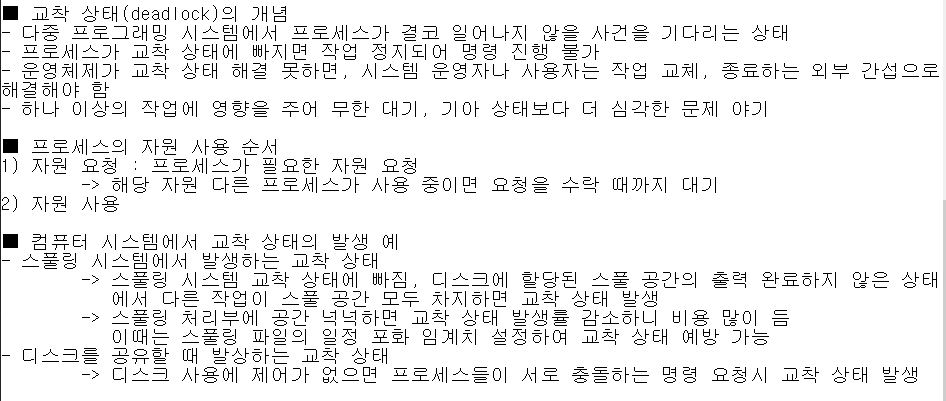 ■ 교착 상태(deadlock)의 개념
- 다중 프로그래밍 시스템에서 프로세스가 결코 일어나지 않을 사건을 기다리는 상태
- 프로세스가 교착 상태에 빠지면 작업 정지되어 명령 진행 불가
- 운영체제가 교착 상태 해결 못하면, 시스템 운영자나 사용자는 작업 교체, 종료하는 외부 간섭으로
해결해야 함
- 하나 이상의 작업에 영향을 주어 무한 대기, 기아 상태보다 더 심각한 문제 야기
■ 프로세스의 자원 사용 순서
1) 자원 요청 : 프로세스가 필요한 자원 요청
-> 해당 자원 다른 프로세스가 사용 중이면 요청을 수락 때까지 대기
2) 자원 사용
■ 컴퓨터 시스템에서 교착 상태의 발생 예
- 스풀링 시스템에서 발생하는 교착 상태
-> 스풀링 시스템 교착 상태에 빠짐, 디스크에 할당된 스풀 공간의 출력 완료하지 않은 상태
에서 다른 작업이 스풀 공간 모두 차지하면 교착 상태 발생
-> 스풀링 처리부에 공간 넉넉하면 교착 상태 발생률 감소하니 비용 많이 듬
이때는 스풀링 파일의 일정 포화 임계치 설정하여 교착 상태 예방 가능
- 디스크를 공유할 때 발상하는 교착 상태
-> 디스크 사용에 제어가 없으면 프로세스들이 서로 충돌하는 명령 요청시 교착 상태 발생